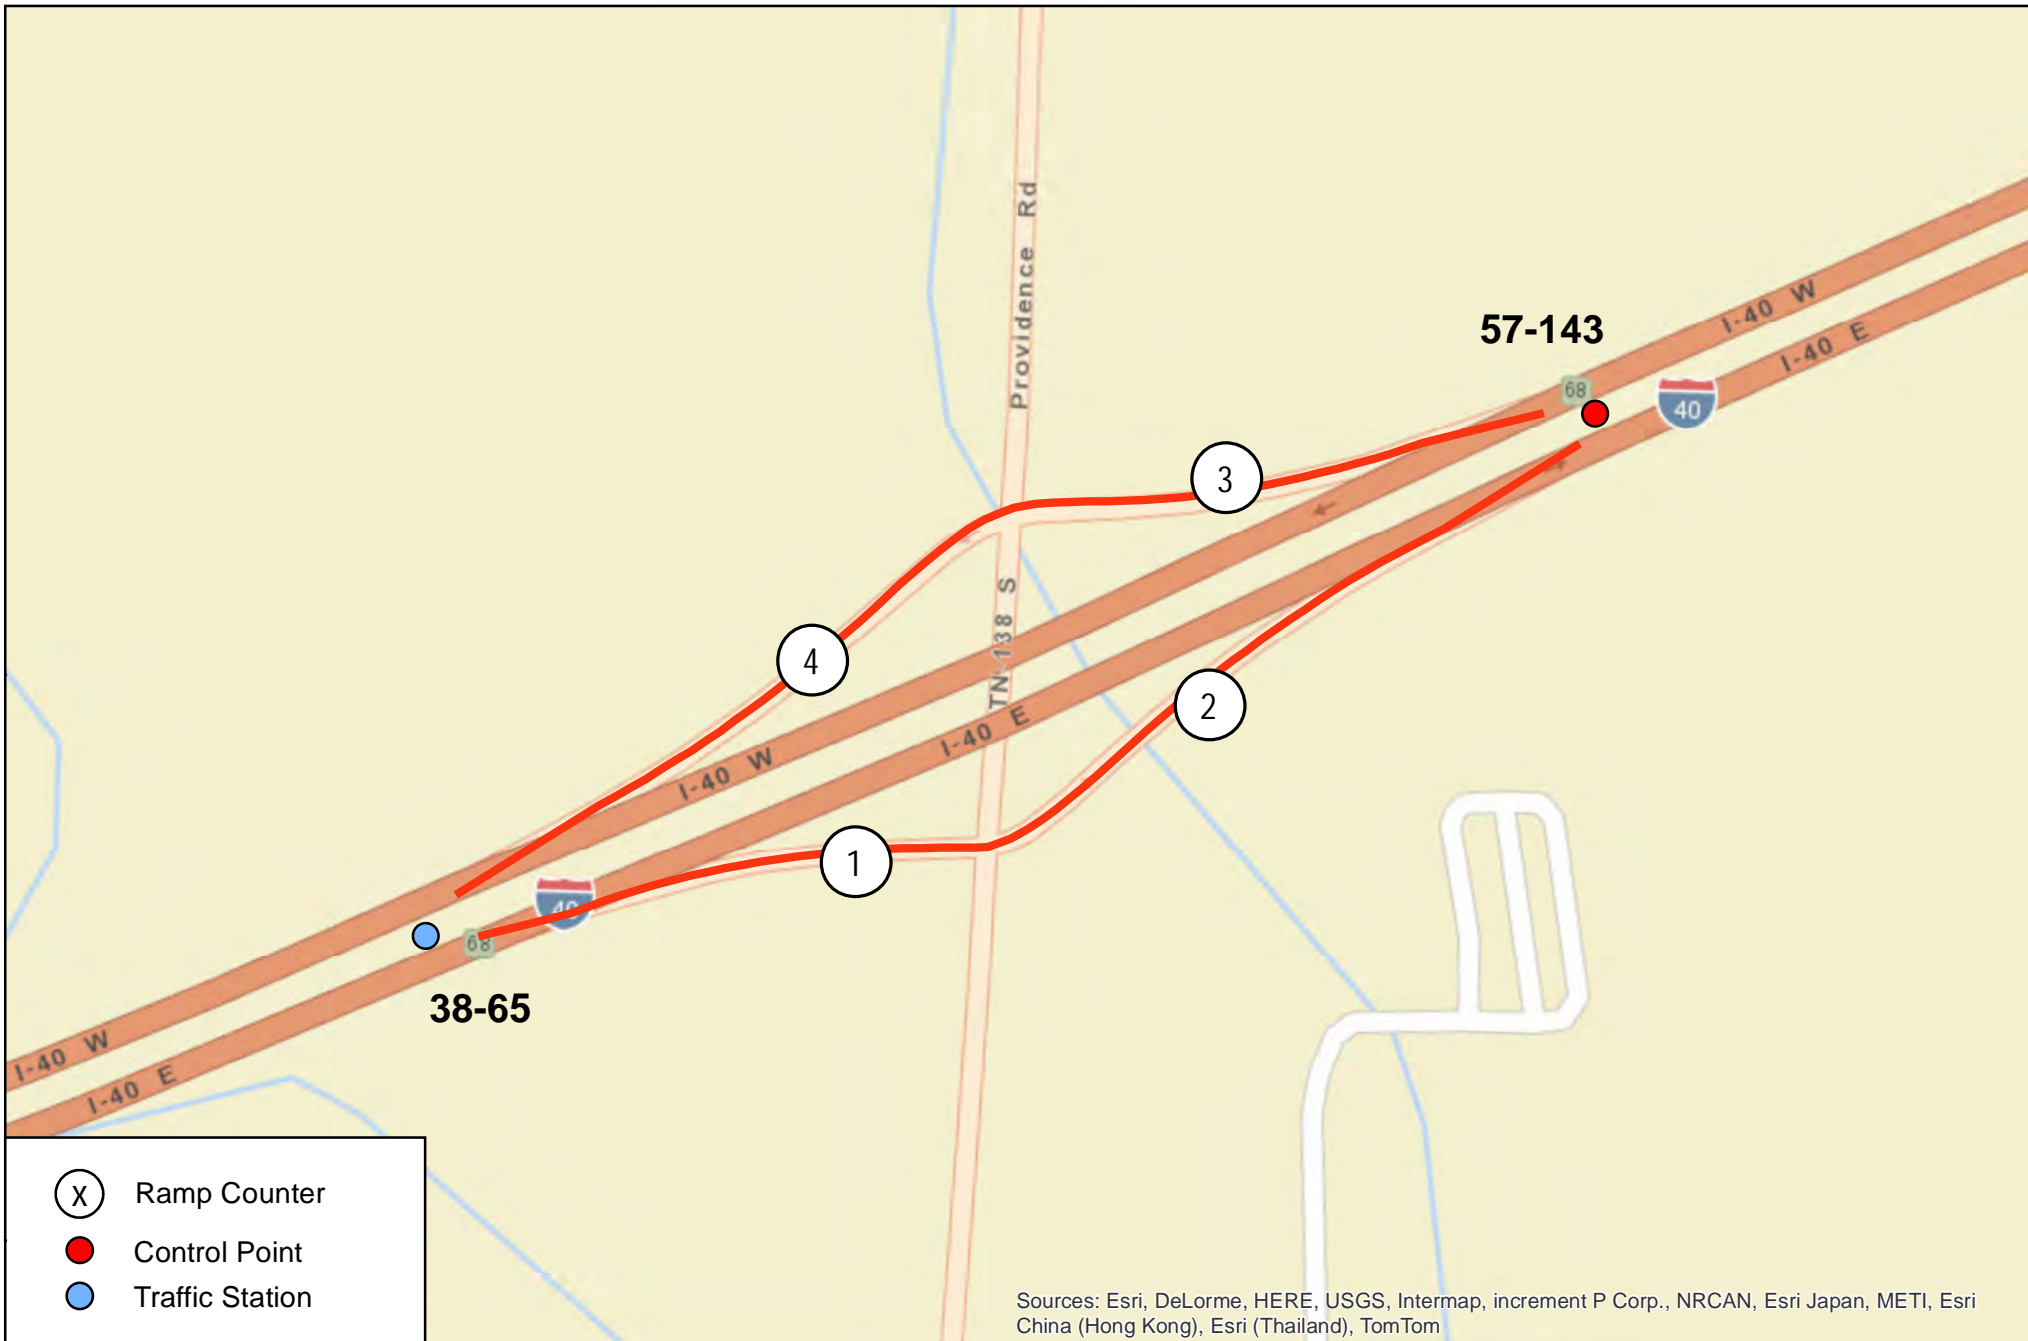 Providence Rd
57-143
I-40 W
I-40 E
68
40
3
TN-138 S
4
2
I-40 E
I-40 W
1
40
68
38-65
I-40 W
I-40 E
X Ramp Counter
Control Point
Traffic Station
Sources: Esri, DeLorme, HERE, USGS, Intermap, increment P Corp., NRCAN, Esri Japan, METI, Esri
China (Hong Kong), Esri (Thailand), TomTom